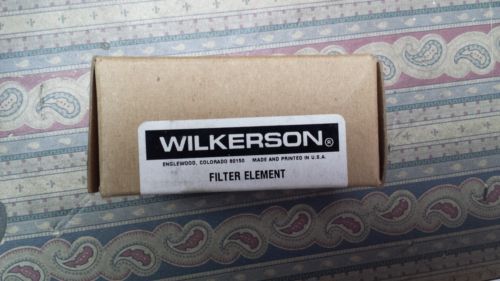 WILKERSON®
ENGLEWOOD, COLORADO 80150 MADE AND PRINTED IN U.S.A.
FILTER ELEMENT